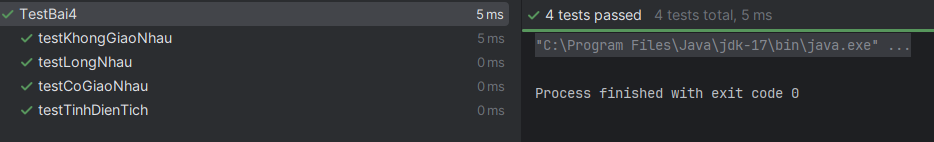 TestBai4 5 ms
testKhongGiaoNhau 5 ms
testLongNhau 0 ms
testCoGiaoNhau 0 ms
testTinhDienTich 0 ms
4 tests passed 4 tests total, 5 ms
"C:\Program Files\Java\jdk-17\bin\java.exe" ...
Process finished with exit code 0